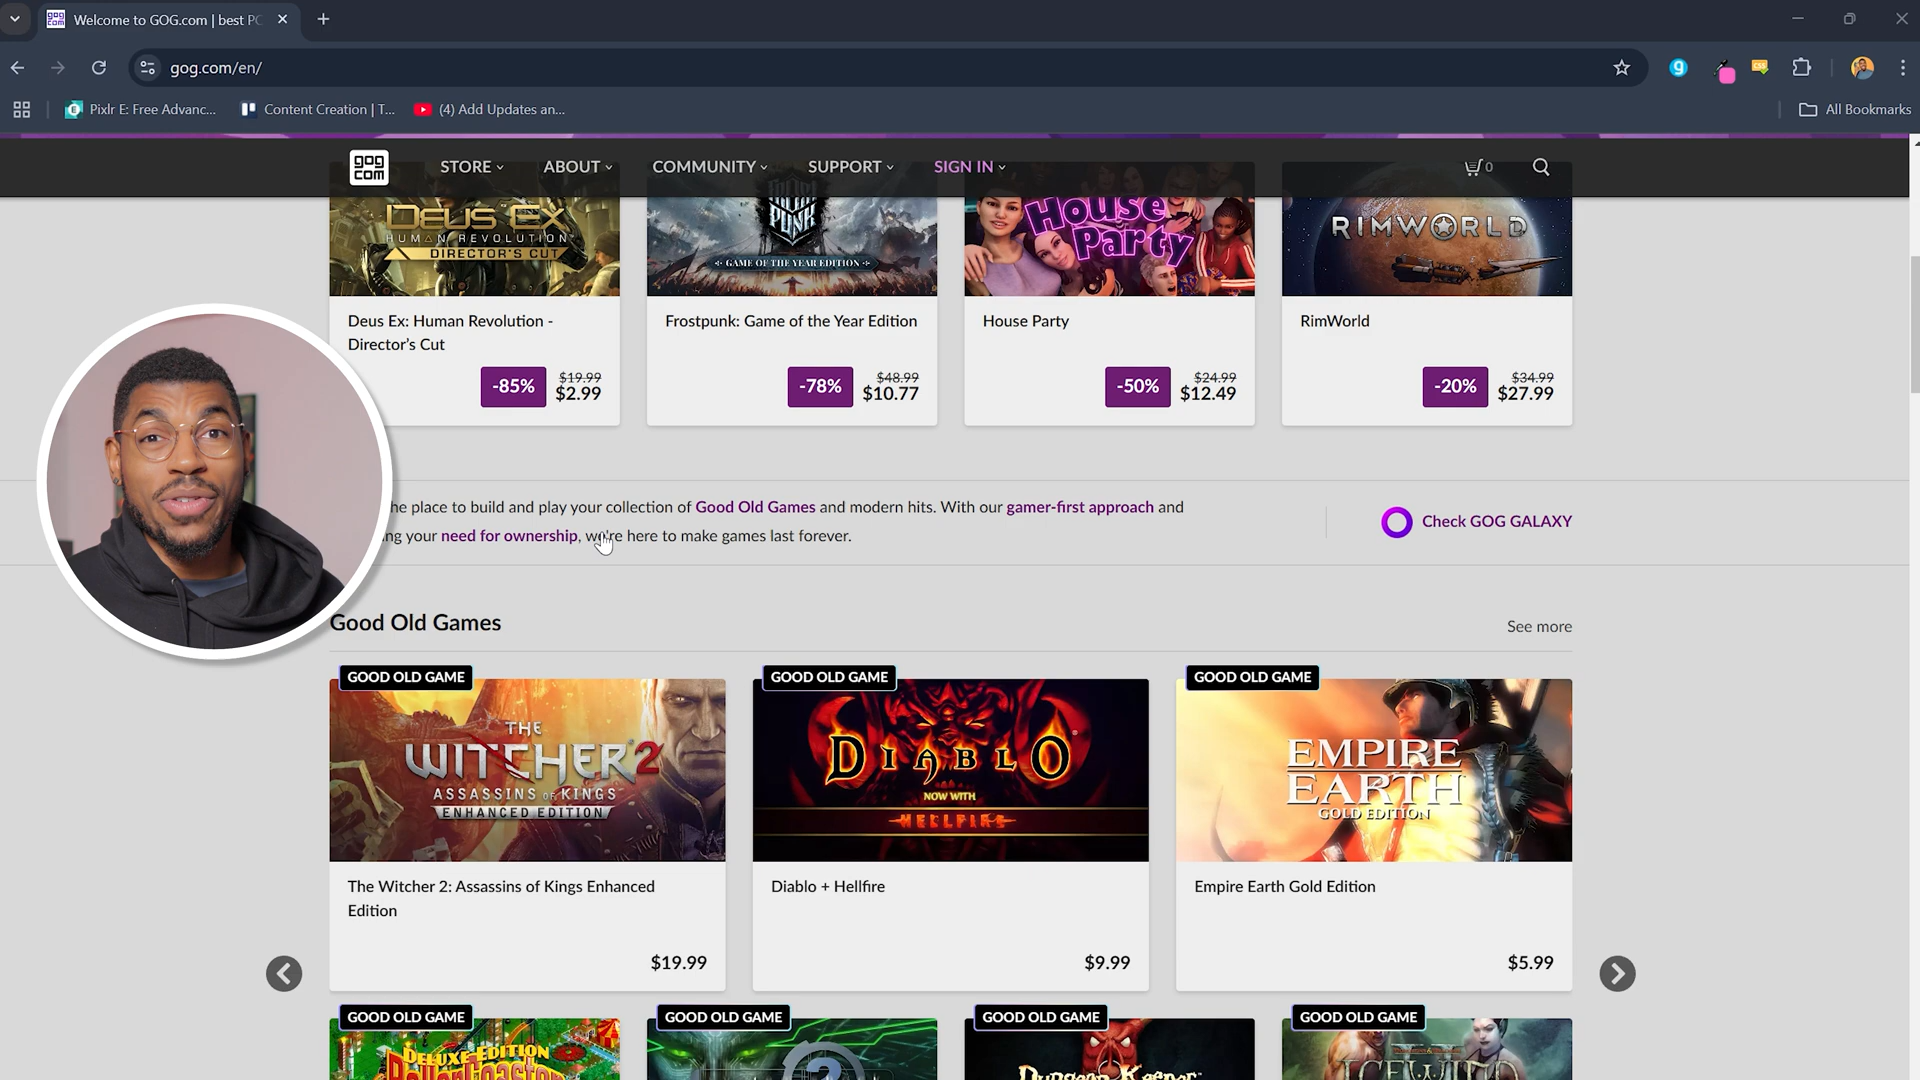 Welcome to GOG.com | best PC
gog.com/en/
Pixlr E: Free Advanc...
Content Creation | T...
(4) Add Updates an...
All Bookmarks
gog
com
STORE
ABOUT
COMMUNITY
SUPPORT
SIGN IN
0
DEUS EX
HUMAN REVOLUTION
DIRECTOR'S CUT
PUNK
GAME OF THE YEAR EDITION
House
Party
RIMWORLD
Deus Ex: Human Revolution -
Director's Cut
-85%
$19.99
$2.99
Frostpunk: Game of the Year Edition
-78%
$48.99
$10.77
House Party
-50%
$24.99
$12.49
RimWorld
-20%
$34.99
$27.99
he place to build and play your collection of Good Old Games and modern hits. With our gamer-first approach and
ng your need for ownership, we're here to make games last forever.
Check GOG GALAXY
Good Old Games
See more
GOOD OLD GAME
THE
WITCHER 2
ASSASSINS OF KINGS
ENHANCED EDITION
The Witcher 2: Assassins of Kings Enhanced
Edition
$19.99
GOOD OLD GAME
DIABLO
NOW WITH
HELLFIRE
Diablo + Hellfire
$9.99
GOOD OLD GAME
EMPIRE
EARTH
GOLD EDITION
Empire Earth Gold Edition
$5.99
GOOD OLD GAME
DELUXE EDITION
RollerCoaster
GOOD OLD GAME
GOOD OLD GAME
Dungeon Keeper
GOOD OLD GAME
ICEWIND